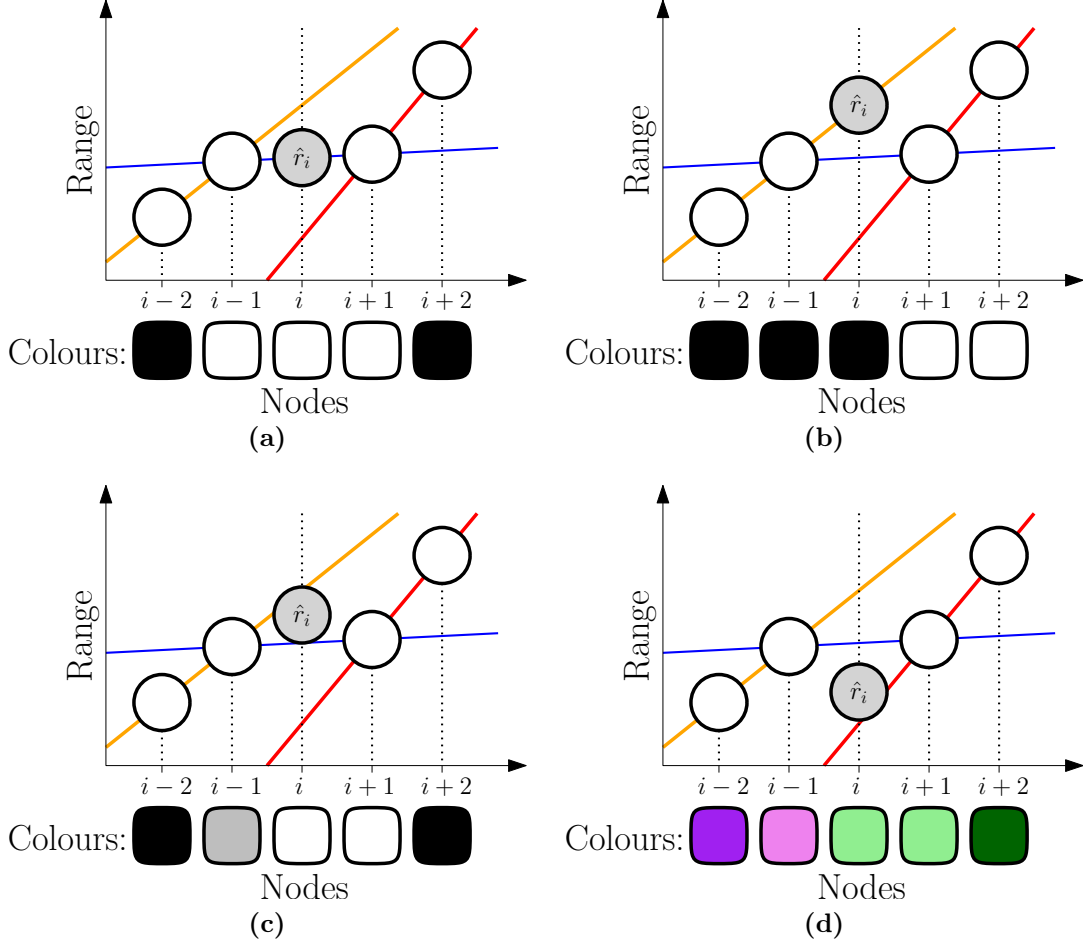 Range
r̂ᵢ
i − 2 i − 1 i i + 1 i + 2
Colours:
Nodes
(a)
Range
r̂ᵢ
i − 2 i − 1 i i + 1 i + 2
Colours:
Nodes
(b)
Range
r̂ᵢ
i − 2 i − 1 i i + 1 i + 2
Colours:
Nodes
(c)
Range
r̂ᵢ
i − 2 i − 1 i i + 1 i + 2
Colours:
Nodes
(d)